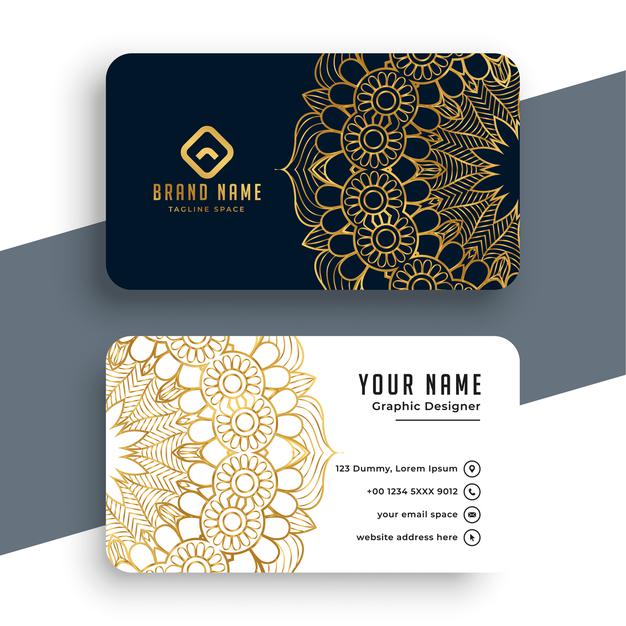 BRAND NAME
TAGLINE SPACE
YOUR NAME
Graphic Designer
123 Dummy, Lorem Ipsum
+00 1234 5XXX 9012
your email space
website address here